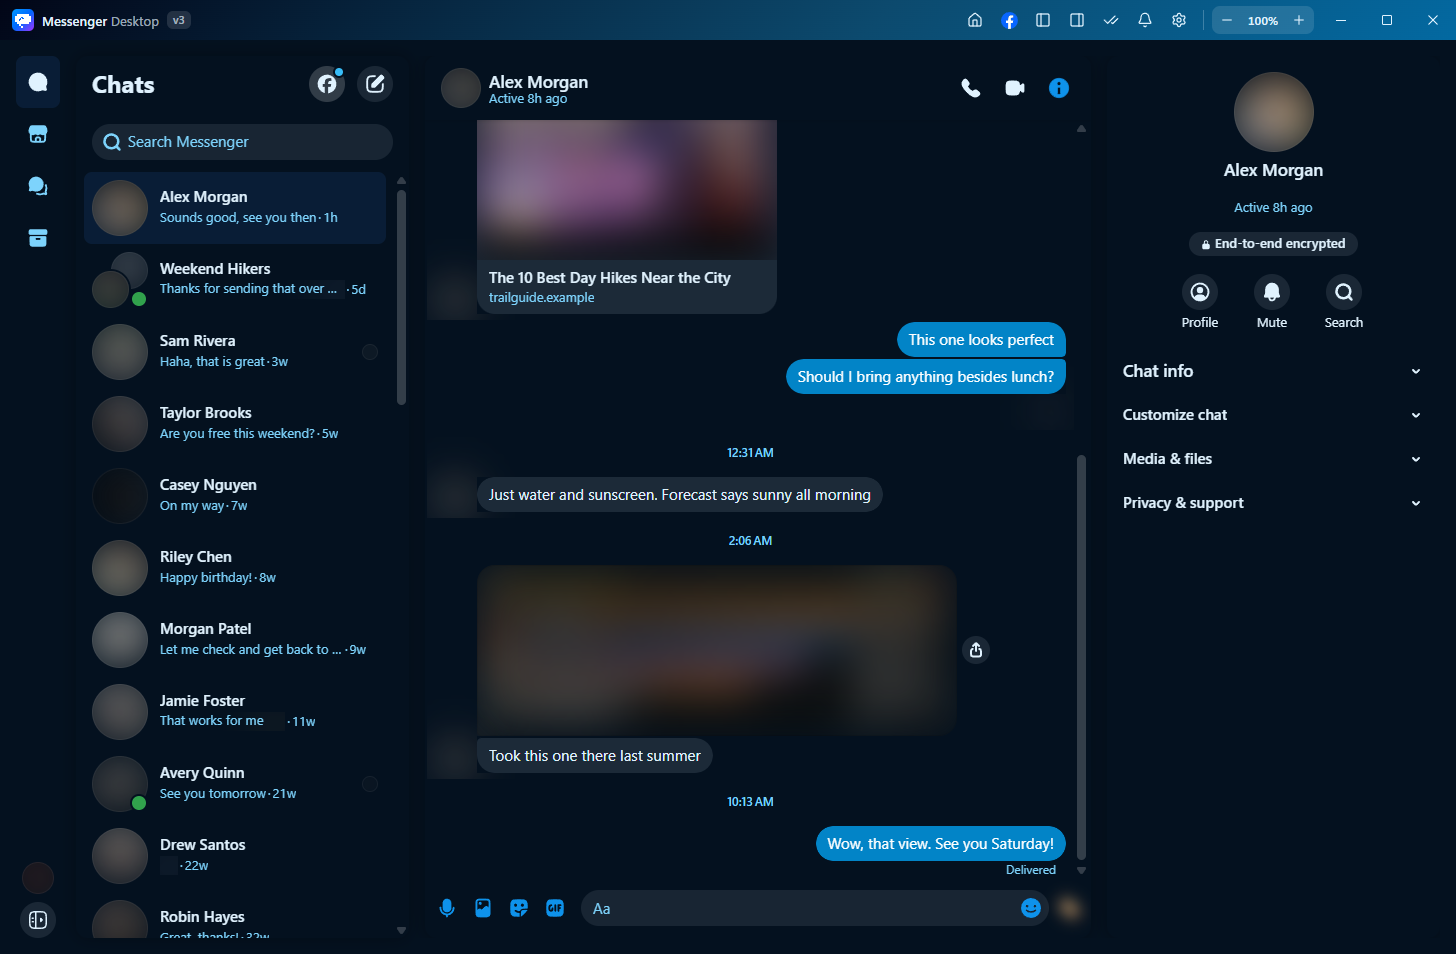 Messenger Desktop v3
100%
Chats
Search Messenger
Alex Morgan
Sounds good, see you then · 1h
Weekend Hikers
Thanks for sending that over ... · 5d
Sam Rivera
Haha, that is great · 3w
Taylor Brooks
Are you free this weekend? · 5w
Casey Nguyen
On my way · 7w
Riley Chen
Happy birthday! · 8w
Morgan Patel
Let me check and get back to ... · 9w
Jamie Foster
That works for me · 11w
Avery Quinn
See you tomorrow · 21w
Drew Santos
· 22w
Robin Hayes
Great, thanks! · 32w
Alex Morgan
Active 8h ago
The 10 Best Day Hikes Near the City
trailguide.example
This one looks perfect
Should I bring anything besides lunch?
12:31 AM
Just water and sunscreen. Forecast says sunny all morning
2:06 AM
Took this one there last summer
10:13 AM
Wow, that view. See you Saturday!
Delivered
GIF
Aa
Alex Morgan
Active 8h ago
End-to-end encrypted
Profile
Mute
Search
Chat info
Customize chat
Media & files
Privacy & support